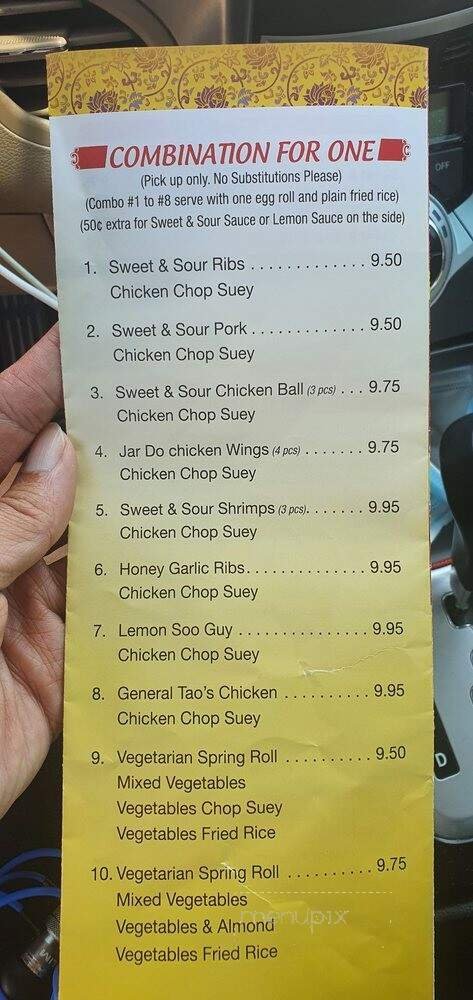 COMBINATION FOR ONE
(Pick up only. No Substitutions Please)
(Combo #1 to #8 serve with one egg roll and plain fried rice)
(50¢ extra for Sweet & Sour Sauce or Lemon Sauce on the side)
1. Sweet & Sour Ribs . . . . . . . . . . . . . 9.50
Chicken Chop Suey
2. Sweet & Sour Pork . . . . . . . . . . . . . 9.50
Chicken Chop Suey
3. Sweet & Sour Chicken Ball (3 pcs) . . . 9.75
Chicken Chop Suey
4. Jar Do chicken Wings (4 pcs) . . . . . . . 9.75
Chicken Chop Suey
5. Sweet & Sour Shrimps (3 pcs). . . . . . . 9.95
Chicken Chop Suey
6. Honey Garlic Ribs. . . . . . . . . . . . . . 9.95
Chicken Chop Suey
7. Lemon Soo Guy . . . . . . . . . . . . . . . 9.95
Chicken Chop Suey
8. General Tao's Chicken . . . . . . . . . . 9.95
Chicken Chop Suey
9. Vegetarian Spring Roll . . . . . . . . . . 9.50
Mixed Vegetables
Vegetables Chop Suey
Vegetables Fried Rice
10. Vegetarian Spring Roll . . . . . . . . . . 9.75
Mixed Vegetables
Vegetables & Almond
Vegetables Fried Rice
menupix
OFF
D